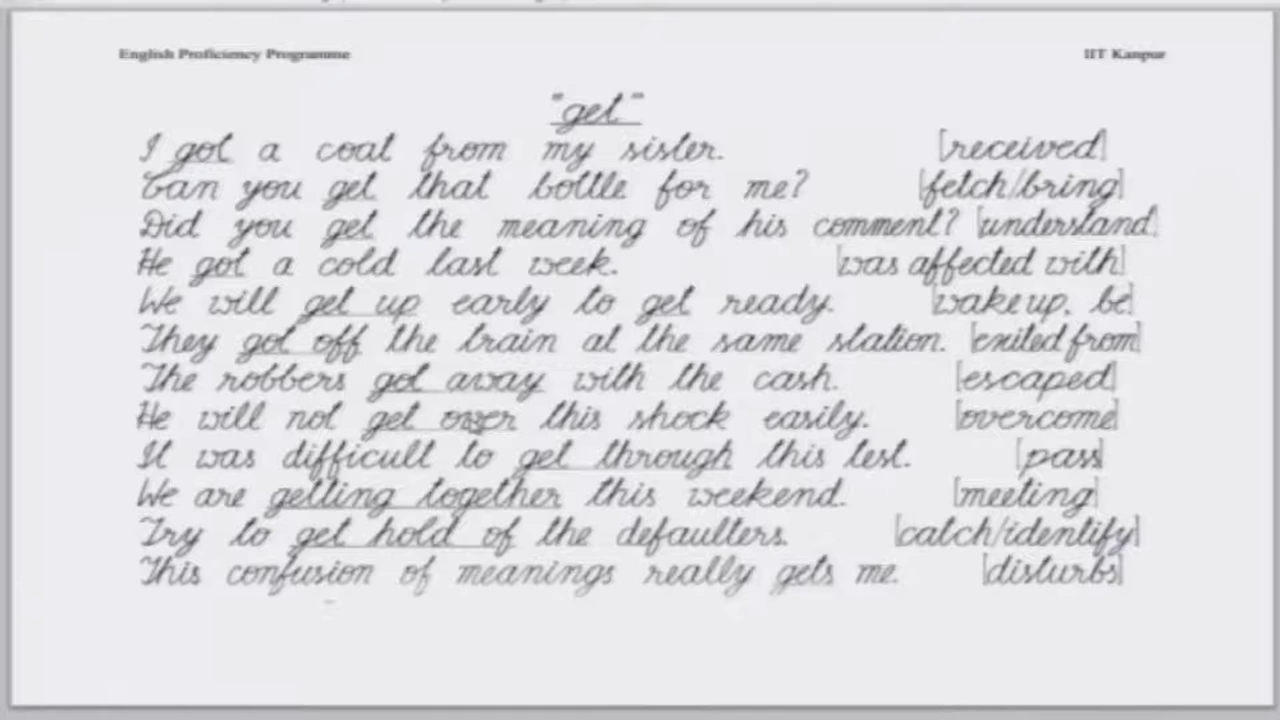 English Proficiency Programme IIT Kanpur
"get"
I got a coat from my sister. [received]
Can you get that bottle for me? [fetch/bring]
Did you get the meaning of his comment? [understand]
He got a cold last week. [was affected with]
We will get up early to get ready. [wake up, be]
They got off the train at the same station. [exited from]
The robbers got away with the cash. [escaped]
He will not get over this shock easily. [overcome]
It was difficult to get through this test. [pass]
We are getting together this weekend. [meeting]
Try to get hold of the defaulters. [catch/identify]
This confusion of meanings really gets me. [disturbs]